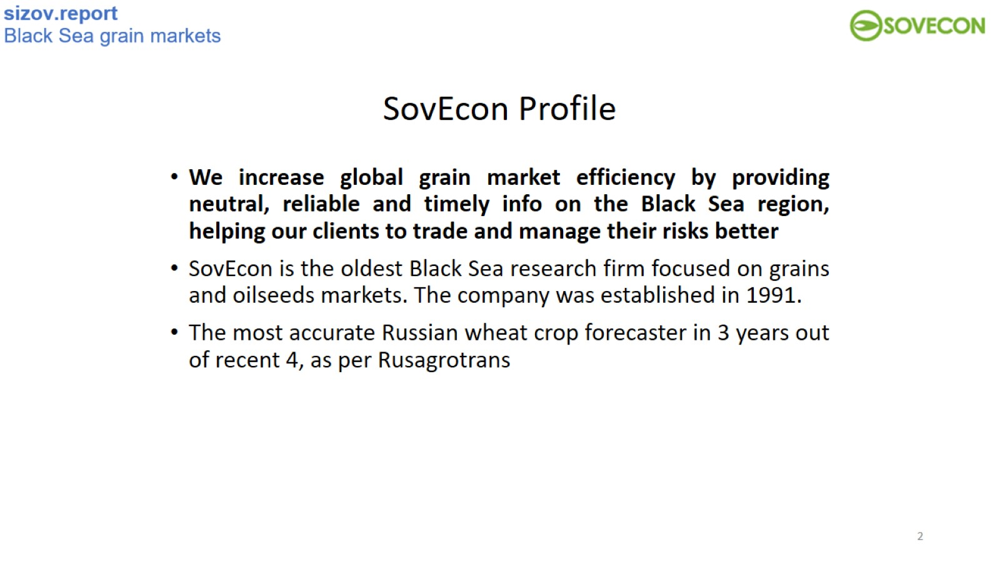 sizov.report
Black Sea grain markets
SOVECON
SovEcon Profile
• We increase global grain market efficiency by providing
neutral, reliable and timely info on the Black Sea region,
helping our clients to trade and manage their risks better
• SovEcon is the oldest Black Sea research firm focused on grains
and oilseeds markets. The company was established in 1991.
• The most accurate Russian wheat crop forecaster in 3 years out
of recent 4, as per Rusagrotrans
2